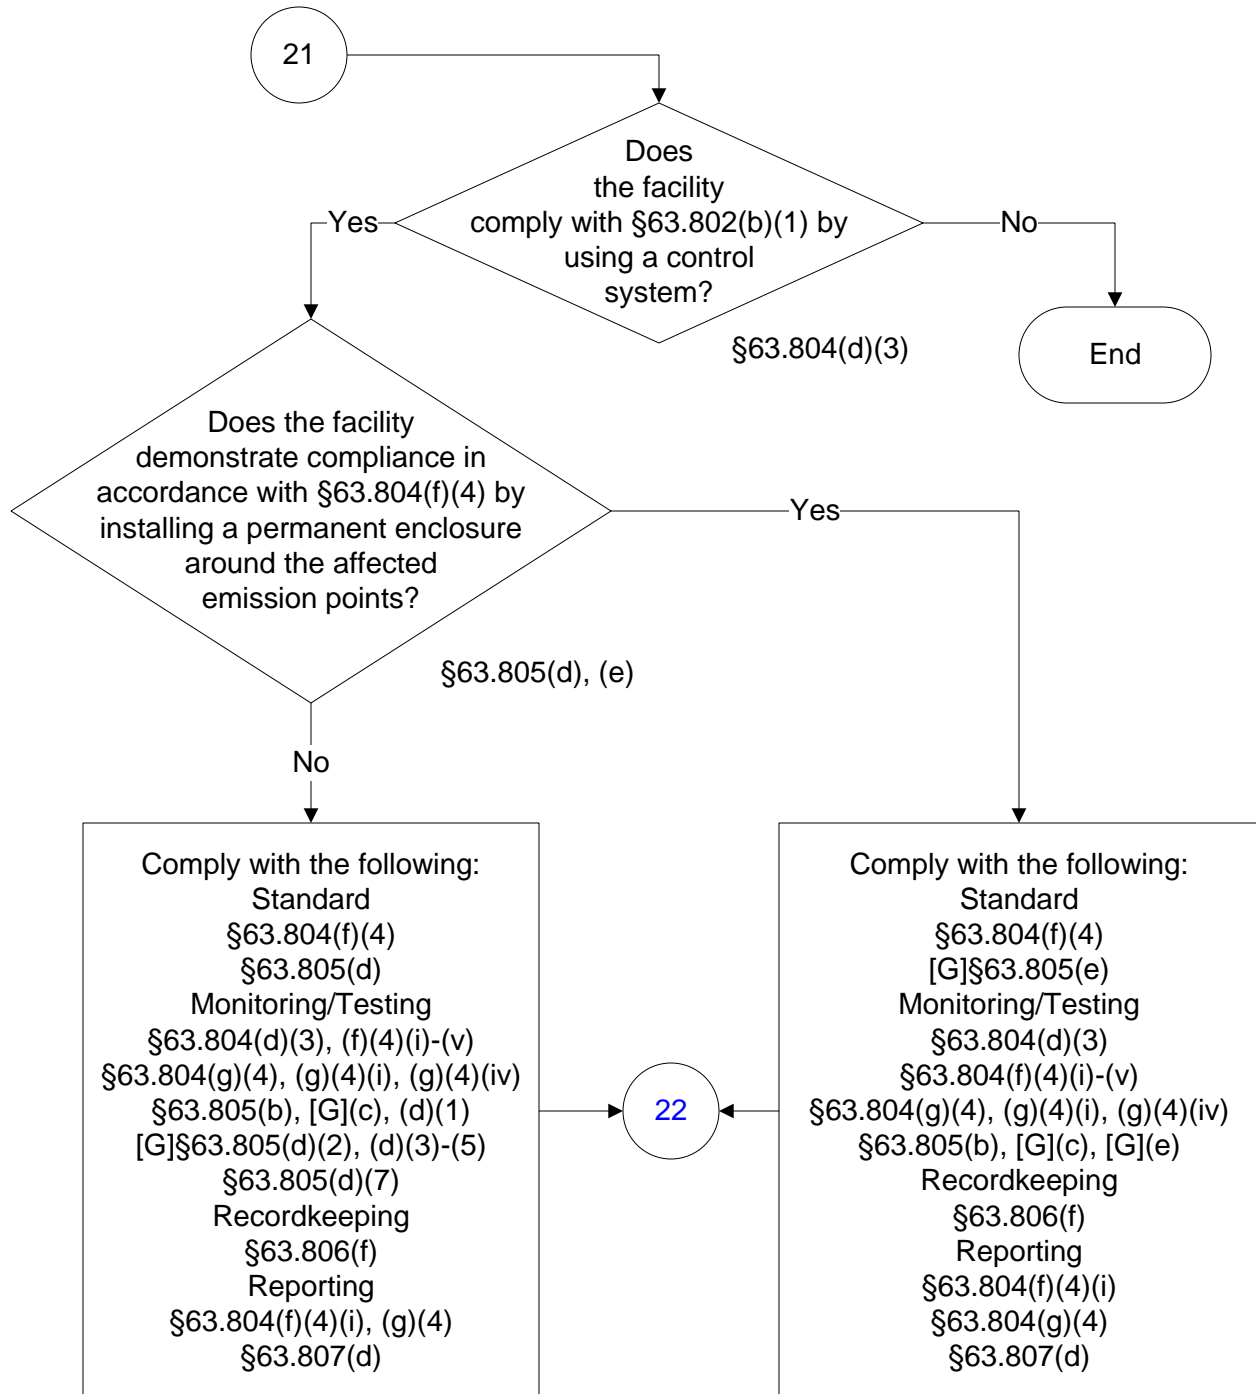 21
Does
the facility
comply with §63.802(b)(1) by
using a control
system?
Yes
No
§63.804(d)(3)
End
Does the facility
demonstrate compliance in
accordance with §63.804(f)(4) by
installing a permanent enclosure
around the affected
emission points?
Yes
§63.805(d), (e)
No
Comply with the following:
Standard
§63.804(f)(4)
§63.805(d)
Monitoring/Testing
§63.804(d)(3), (f)(4)(i)-(v)
§63.804(g)(4), (g)(4)(i), (g)(4)(iv)
§63.805(b), [G](c), (d)(1)
[G]§63.805(d)(2), (d)(3)-(5)
§63.805(d)(7)
Recordkeeping
§63.806(f)
Reporting
§63.804(f)(4)(i), (g)(4)
§63.807(d)
22
Comply with the following:
Standard
§63.804(f)(4)
[G]§63.805(e)
Monitoring/Testing
§63.804(d)(3)
§63.804(f)(4)(i)-(v)
§63.804(g)(4), (g)(4)(i), (g)(4)(iv)
§63.805(b), [G](c), [G](e)
Recordkeeping
§63.806(f)
Reporting
§63.804(f)(4)(i)
§63.804(g)(4)
§63.807(d)